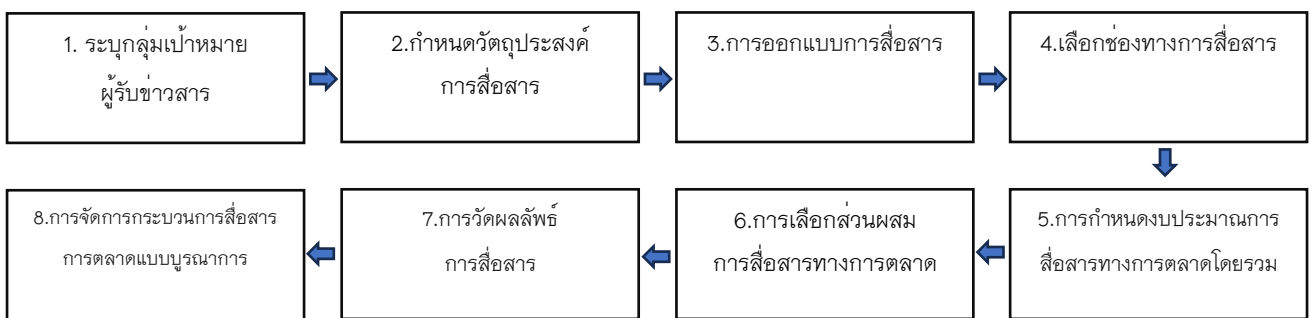 1. ระบุกลุ่มเป้าหมาย
ผู้รับข่าวสาร
2.กำหนดวัตถุประสงค์
การสื่อสาร
3.การออกแบบการสื่อสาร
4.เลือกช่องทางการสื่อสาร
5.การกำหนดงบประมาณการ
สื่อสารทางการตลาดโดยรวม
6.การเลือกส่วนผสม
การสื่อสารทางการตลาด
7.การวัดผลลัพธ์
การสื่อสาร
8.การจัดการกระบวนการสื่อสาร
การตลาดแบบบูรณาการ